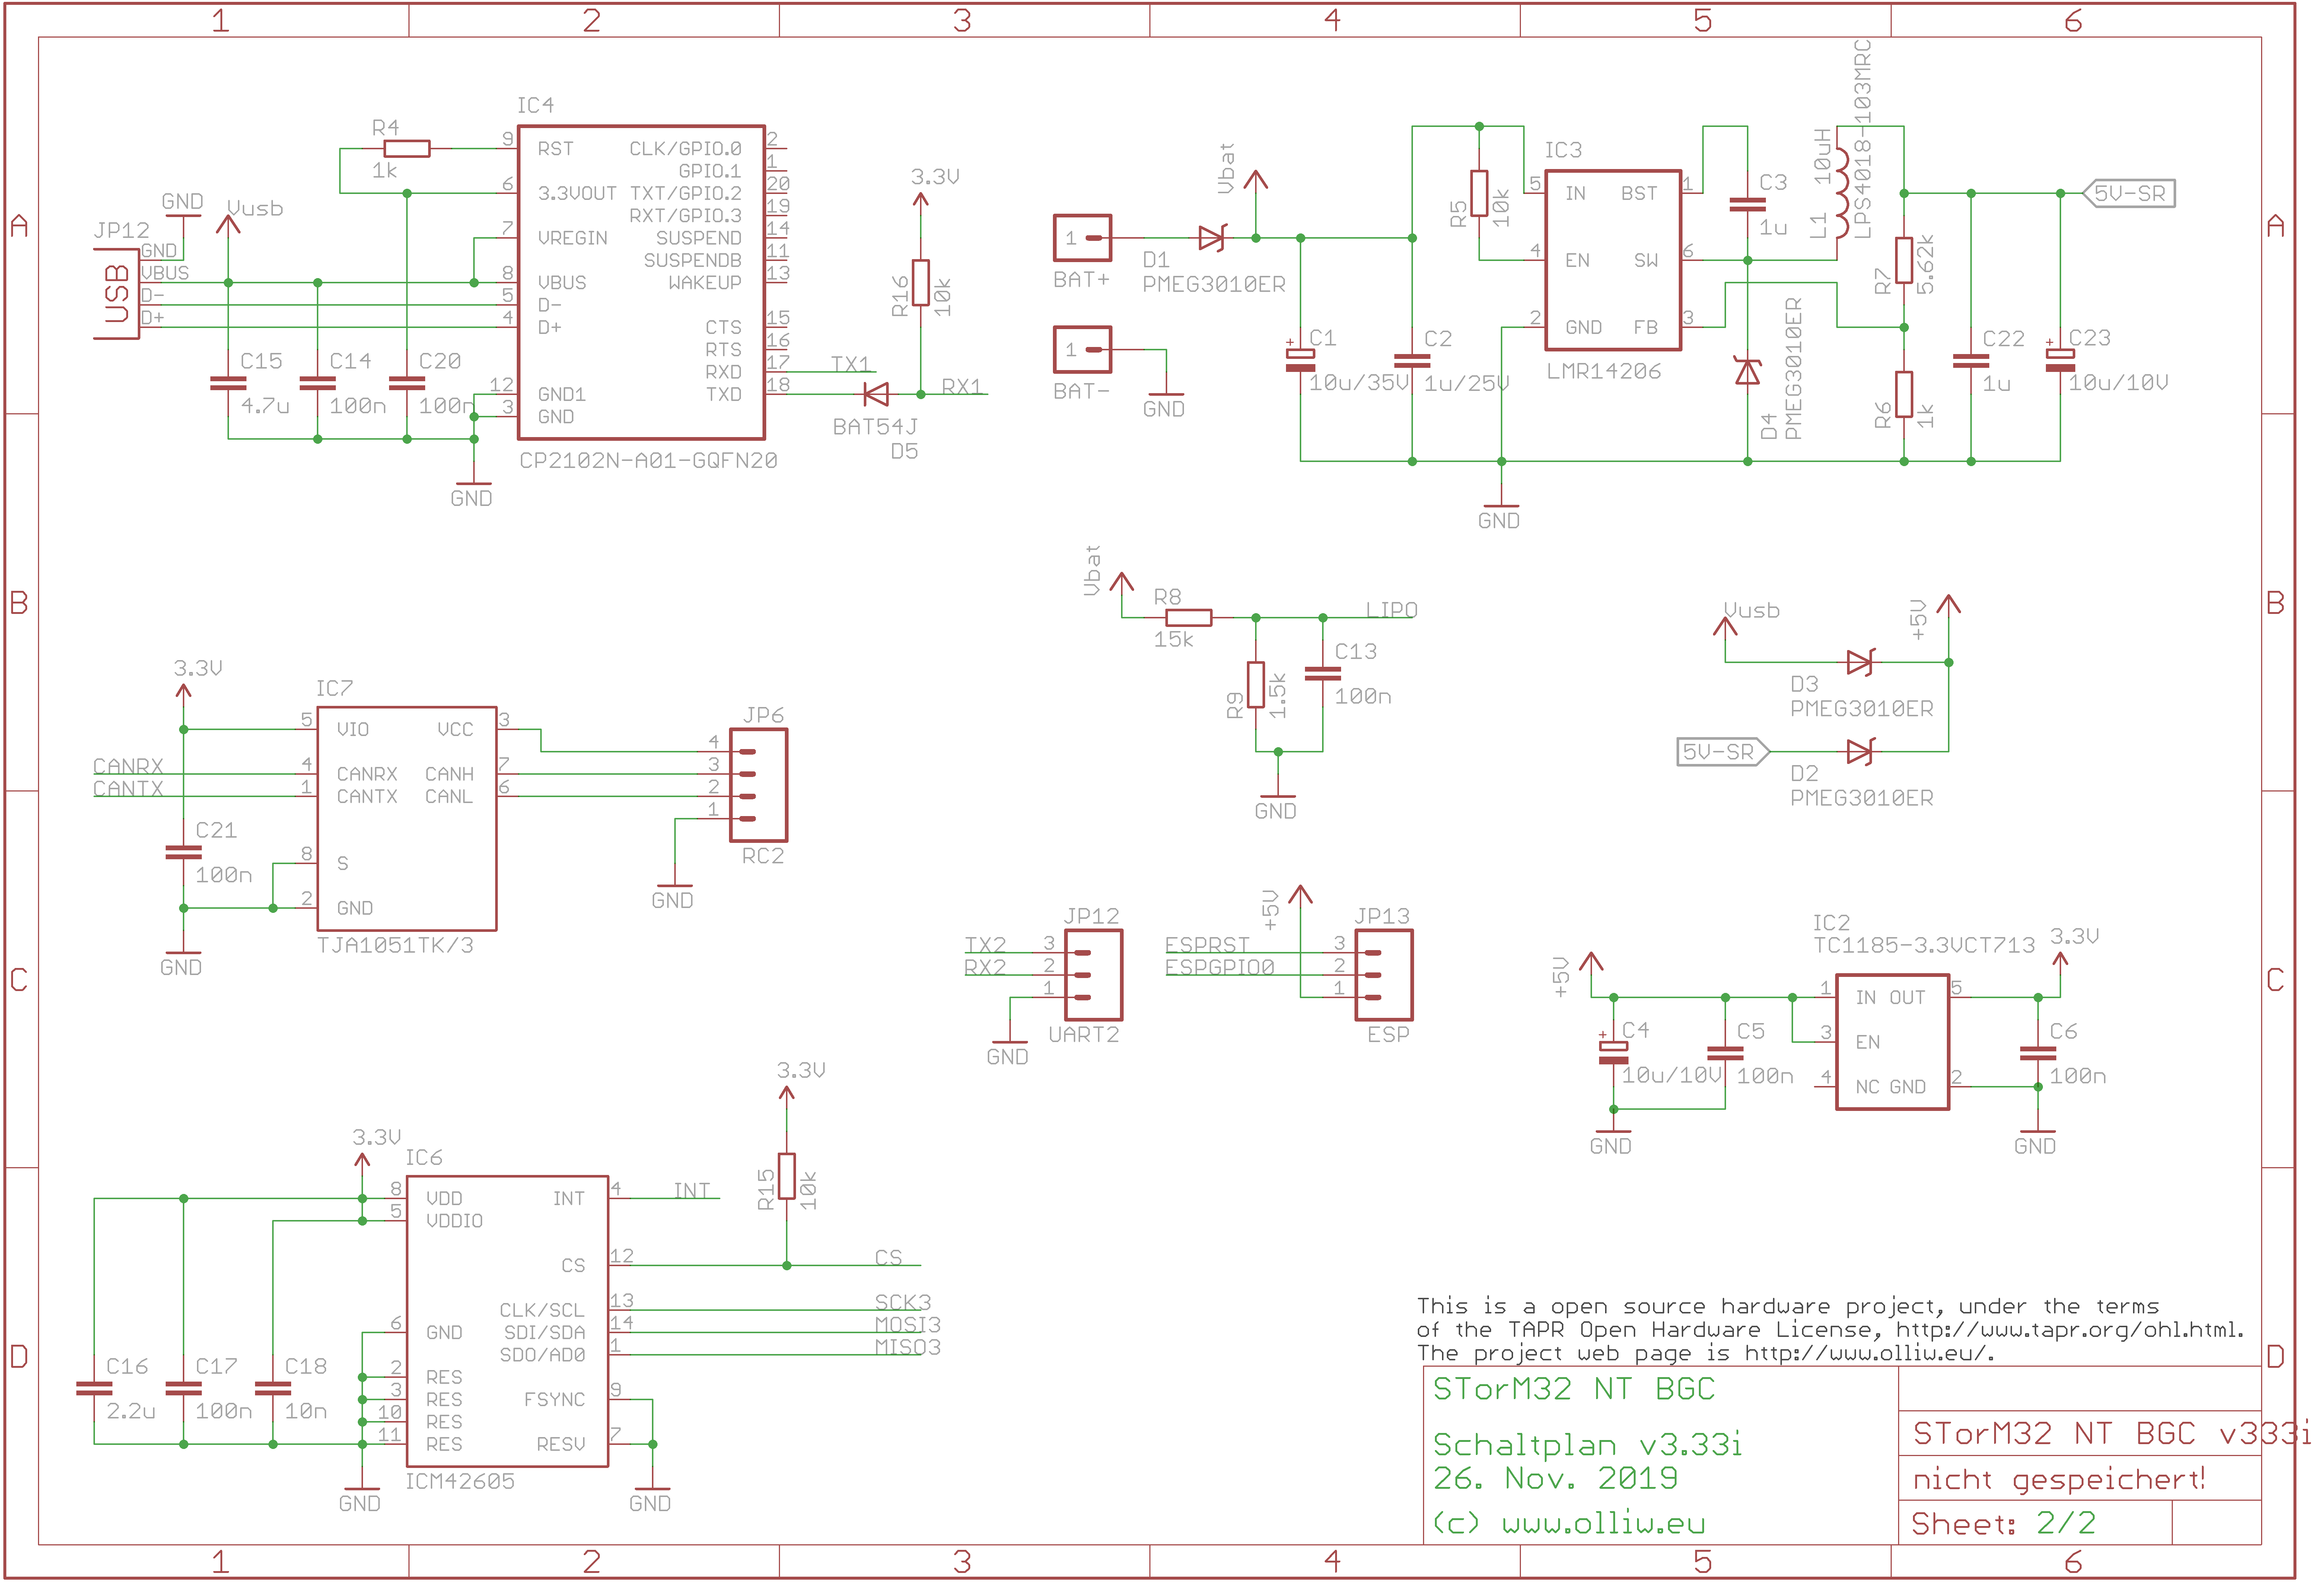 1 2 3 4 5 6
A
B
C
D
A
B
C
D
1 2 3 4 5 6
IC4
R4
1k
9 RST
6 3.3VOUT
7 VREGIN
8 VBUS
5 D-
4 D+
12 GND1
3 GND
CLK/GPIO.0 2
GPIO.1 1
TXT/GPIO.2 20
RXT/GPIO.3 19
SUSPEND 14
SUSPENDB 11
WAKEUP 13
CTS 15
RTS 16
RXD 17
TXD 18
CP2102N-A01-GQFN20
GND
Vusb
JP12
USB
GND
VBUS
D-
D+
C15
4.7u
C14
100n
C20
100n
GND
TX1
RX1
BAT54J
D5
3.3V
R16
10k
1
BAT+
1
BAT-
GND
D1
PMEG3010ER
Vbat
C1
10u/35V
C2
1u/25V
R5
10k
IC3
5 IN
4 EN
2 GND
BST 1
SW 6
FB 3
LMR14206
GND
C3
1u
D4
PMEG3010ER
L1
10uH
LPS4018-103MRC
R7
5.62k
R6
1k
C22
1u
C23
10u/10V
5V-SR
Vbat
R8
15k
LIPO
R9
1.5k
C13
100n
GND
Vusb
+5V
D3
PMEG3010ER
5V-SR
D2
PMEG3010ER
3.3V
IC7
5 VIO
4 CANRX
1 CANTX
8 S
2 GND
VCC 3
CANH 7
CANL 6
TJA1051TK/3
CANRX
CANTX
C21
100n
GND
JP6
4
3
2
1
RC2
GND
JP12
TX2 3
RX2 2
1
UART2
GND
+5V
JP13
ESPRST 3
ESPGPIO0 2
1
ESP
IC2
TC1185-3.3VCT713
+5V
3.3V
1 IN OUT 5
3 EN
4 NC GND 2
C4
10u/10V
C5
100n
C6
100n
GND
GND
3.3V
IC6
8 VDD
5 VDDIO
6 GND
2 RES
3 RES
10 RES
11 RES
INT 4
CS 12
CLK/SCL 13
SDI/SDA 14
SDO/AD0 1
FSYNC 9
RESV 7
ICM42605
INT
CS
SCK3
MOSI3
MISO3
3.3V
R15
10k
C16
2.2u
C17
100n
C18
10n
GND
GND
This is a open source hardware project, under the terms
of the TAPR Open Hardware License, http://www.tapr.org/ohl.html.
The project web page is http://www.olliw.eu/.
STorM32 NT BGC
Schaltplan v3.33i
26. Nov. 2019
(c) www.olliw.eu
STorM32 NT BGC v333i
nicht gespeichert!
Sheet: 2/2